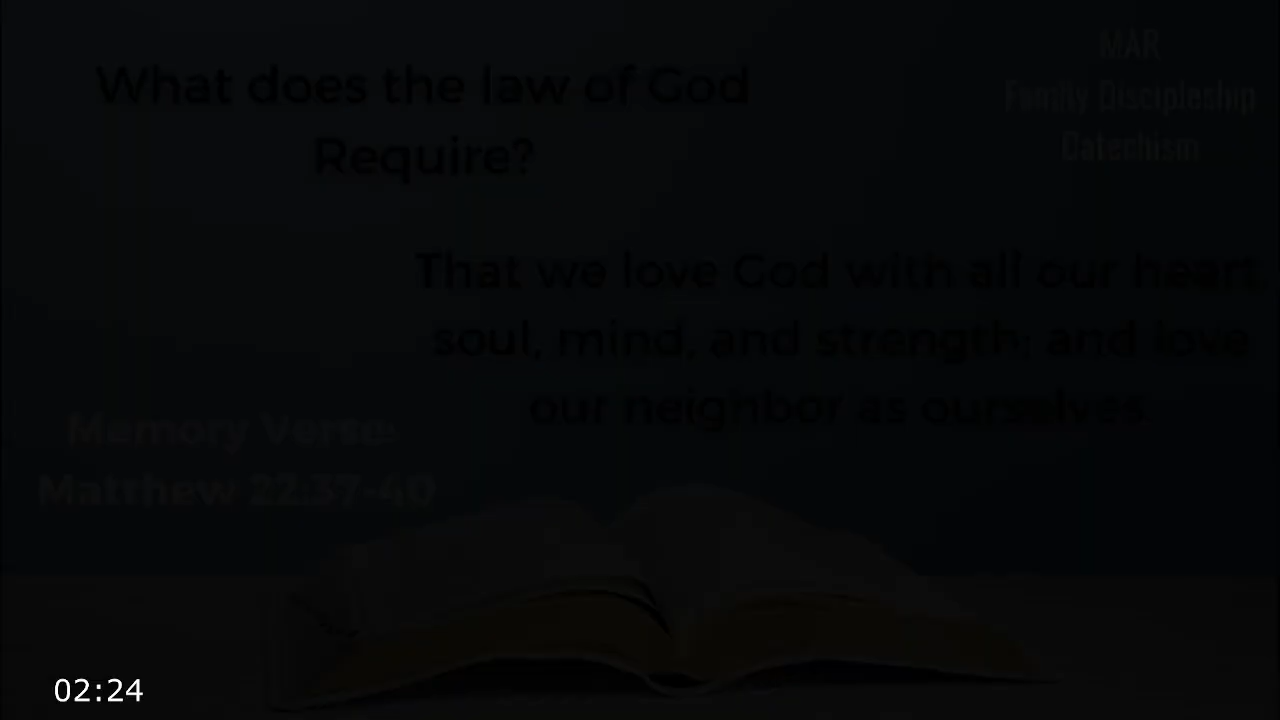 What does the law of God
Require?
MAR
Family Discipleship
Catechism
That we love God with all our heart,
soul, mind, and strength; and love
our neighbor as ourselves.
Memory Verse:
Matthew 22:37-40
02:24